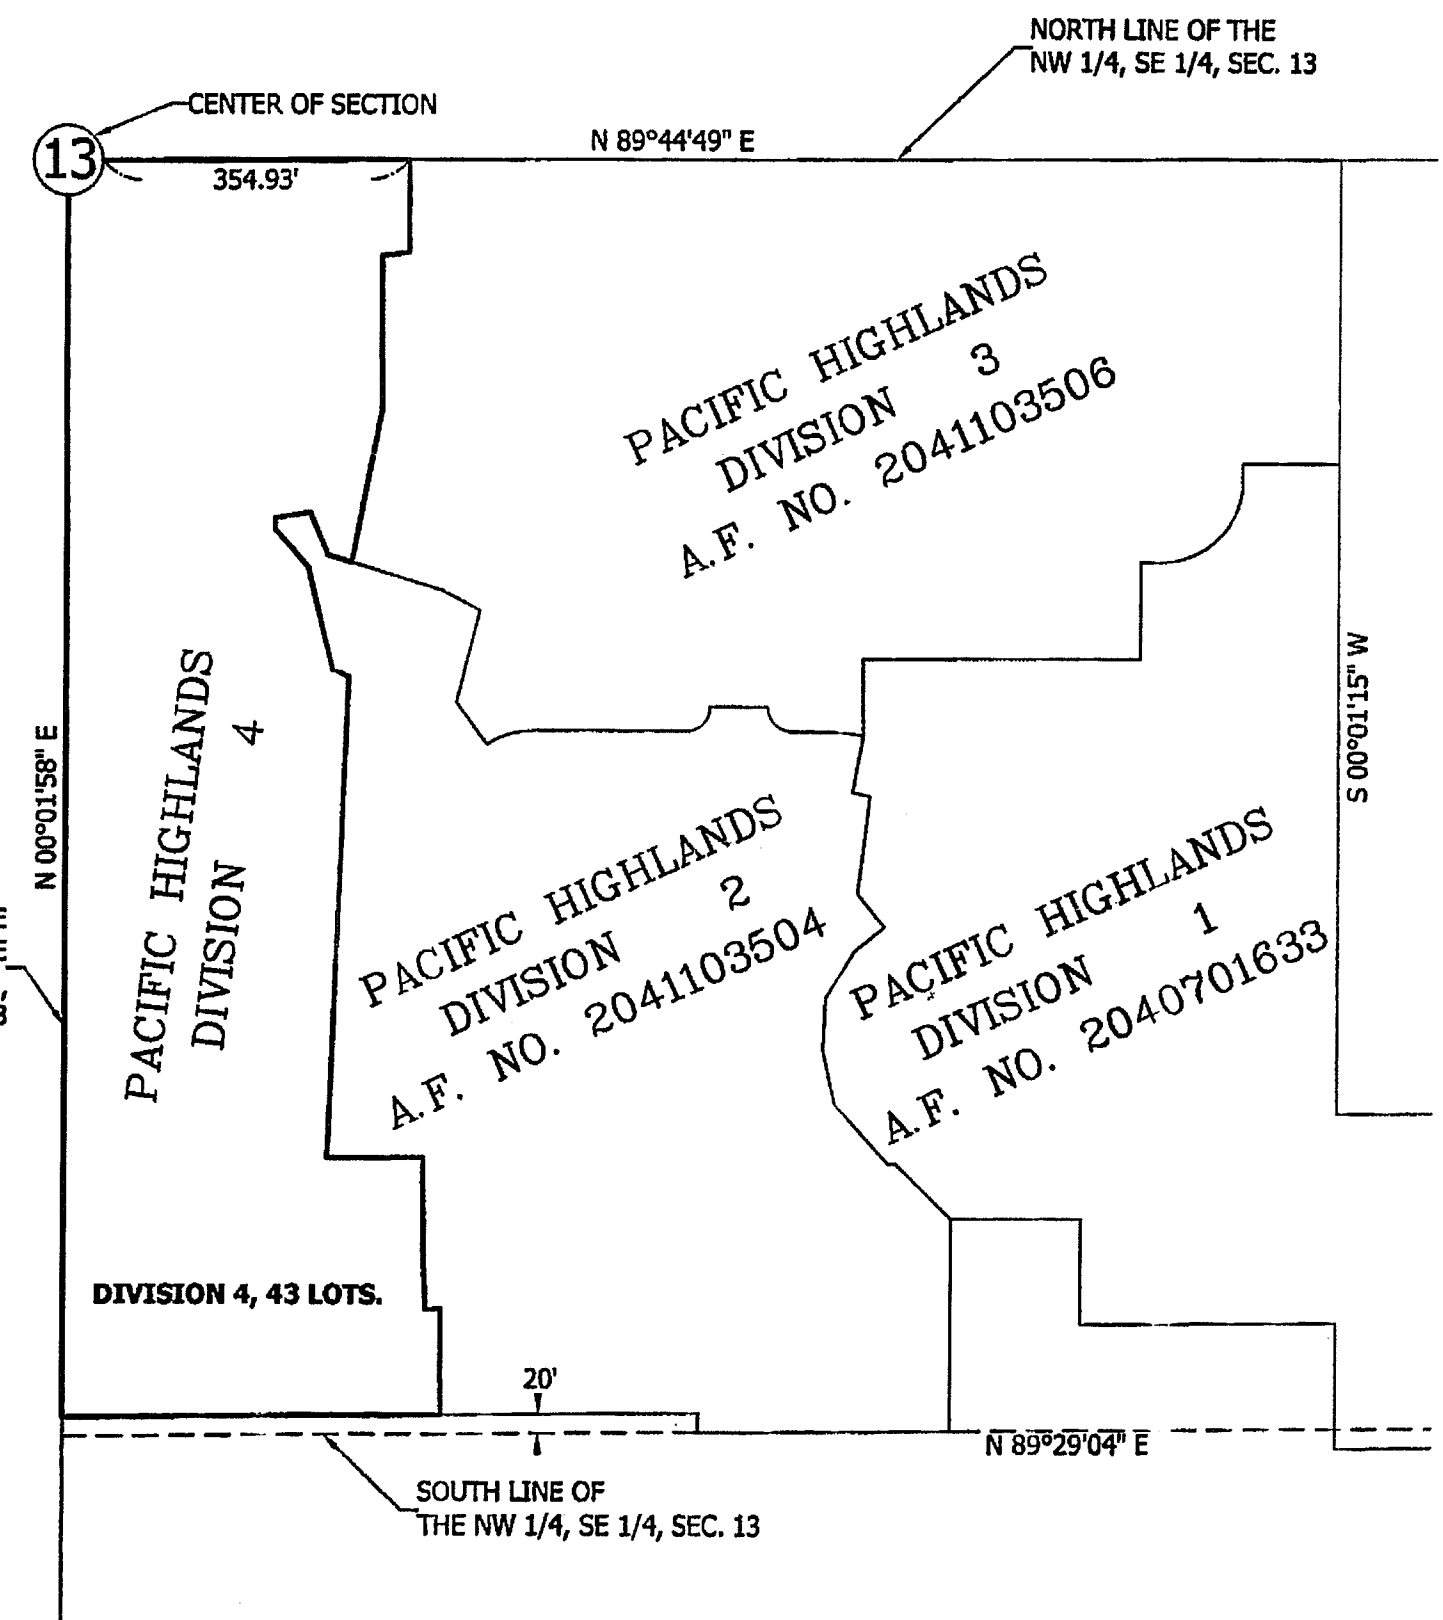 NORTH LINE OF THE
NW 1/4, SE 1/4, SEC. 13
CENTER OF SECTION
13
N 89°44'49" E
354.93'
PACIFIC HIGHLANDS
DIVISION 3
A.F. NO. 2041103506
N 00°01'58" E
PACIFIC HIGHLANDS
DIVISION 4
S 00°01'15" W
PACIFIC HIGHLANDS
DIVISION 2
A.F. NO. 2041103504
PACIFIC HIGHLANDS
DIVISION 1
A.F. NO. 2040701633
DIVISION 4, 43 LOTS.
20'
N 89°29'04" E
SOUTH LINE OF
THE NW 1/4, SE 1/4, SEC. 13